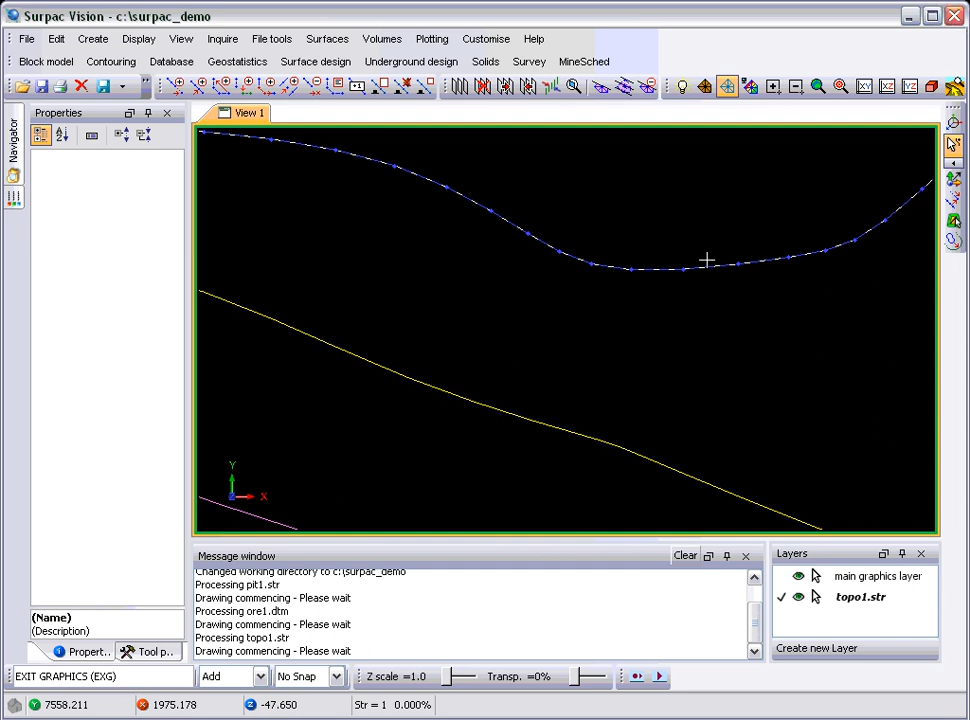 Surpac Vision - c:\surpac_demo
File Edit Create Display View Inquire File tools Surfaces Volumes Plotting Customise Help
Block model Contouring Database Geostatistics Surface design Underground design Solids Survey MineSched
Properties
View 1
Navigator
Y
X
Message window
Clear
Changed working directory to c:\surpac_demo
Processing pit1.str
Drawing commencing - Please wait
Processing ore1.dtm
Drawing commencing - Please wait
Processing topo1.str
Drawing commencing - Please wait
Layers
main graphics layer
topo1.str
Create new Layer
(Name)
(Description)
Propert..
Tool p..
EXIT GRAPHICS (EXG)
Add
No Snap
Z scale =1.0
Transp. =0%
Y 7558.211
X 1975.178
Z -47.650
Str = 1 0.000%